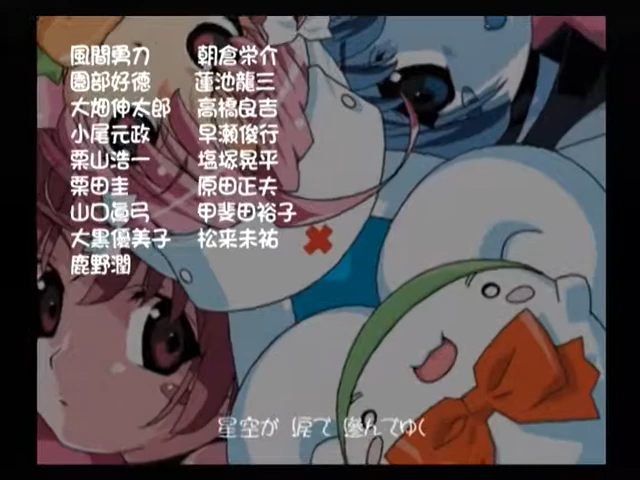 風間勇刀 朝倉栄介
園部好徳 蓮池龍三
大畑伸太郎 高橋良吉
小尾元政 早瀬俊行
栗山浩一 塩塚晃平
栗田圭 原田正夫
山口眞弓 甲斐田裕子
大黒優美子 松来未祐
鹿野潤
星空が 涙で 滲んでゆく